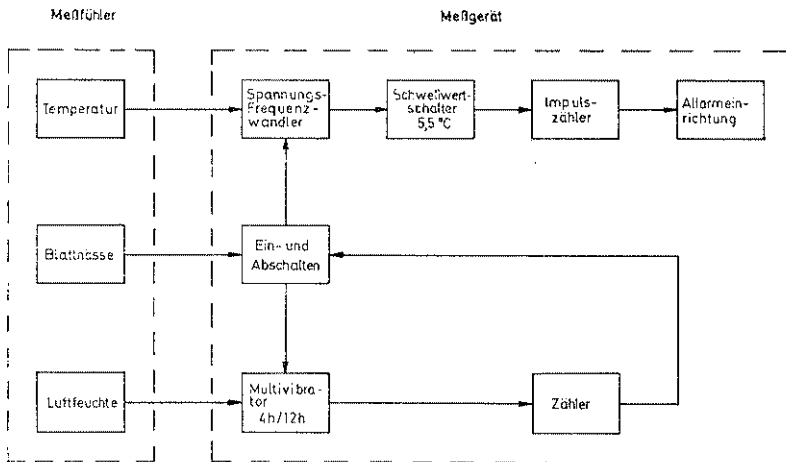 Meßfühler
Meßgerät
Temperatur
Spannungs-
Frequenz-
wandler
Schwellwert-
schalter
5,5 °C
Impuls-
zähler
Allarmein-
richtung
Blattnässe
Ein- und
Abschalten
Luftfeuchte
Multivibra-
tor
4h/12h
Zähler